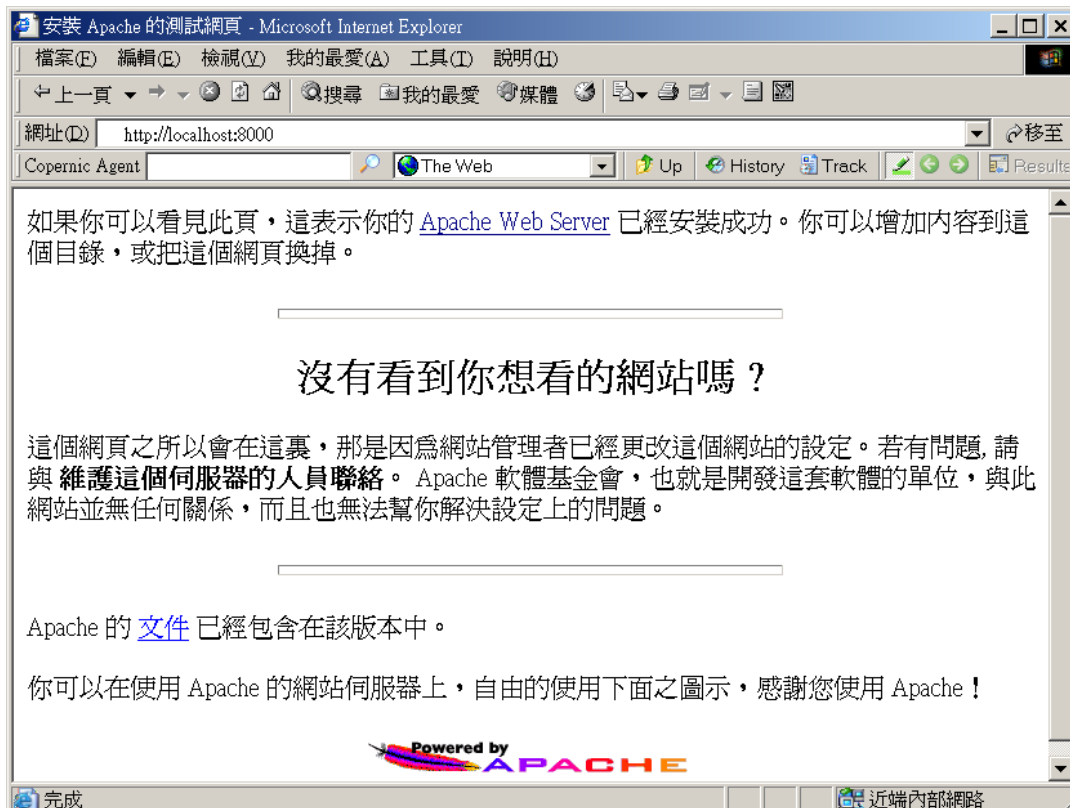 安裝 Apache 的測試網頁 - Microsoft Internet Explorer
檔案(F) 編輯(E) 檢視(V) 我的最愛(A) 工具(T) 說明(H)
上一頁 搜尋 我的最愛 媒體
網址(D) http://localhost:8000 移至
Copernic Agent The Web Up History Track Results
如果你可以看見此頁，這表示你的 Apache Web Server 已經安裝成功。你可以增加內容到這
個目錄，或把這個網頁換掉。
沒有看到你想看的網站嗎？
這個網頁之所以會在這裏，那是因為網站管理者已經更改這個網站的設定。若有問題, 請
與 維護這個伺服器的人員聯絡。 Apache 軟體基金會，也就是開發這套軟體的單位，與此
網站並無任何關係，而且也無法幫你解決設定上的問題。
Apache 的 文件 已經包含在該版本中。
你可以在使用 Apache 的網站伺服器上，自由的使用下面之圖示，感謝您使用 Apache！
Powered by
APACHE
完成 近端內部網路